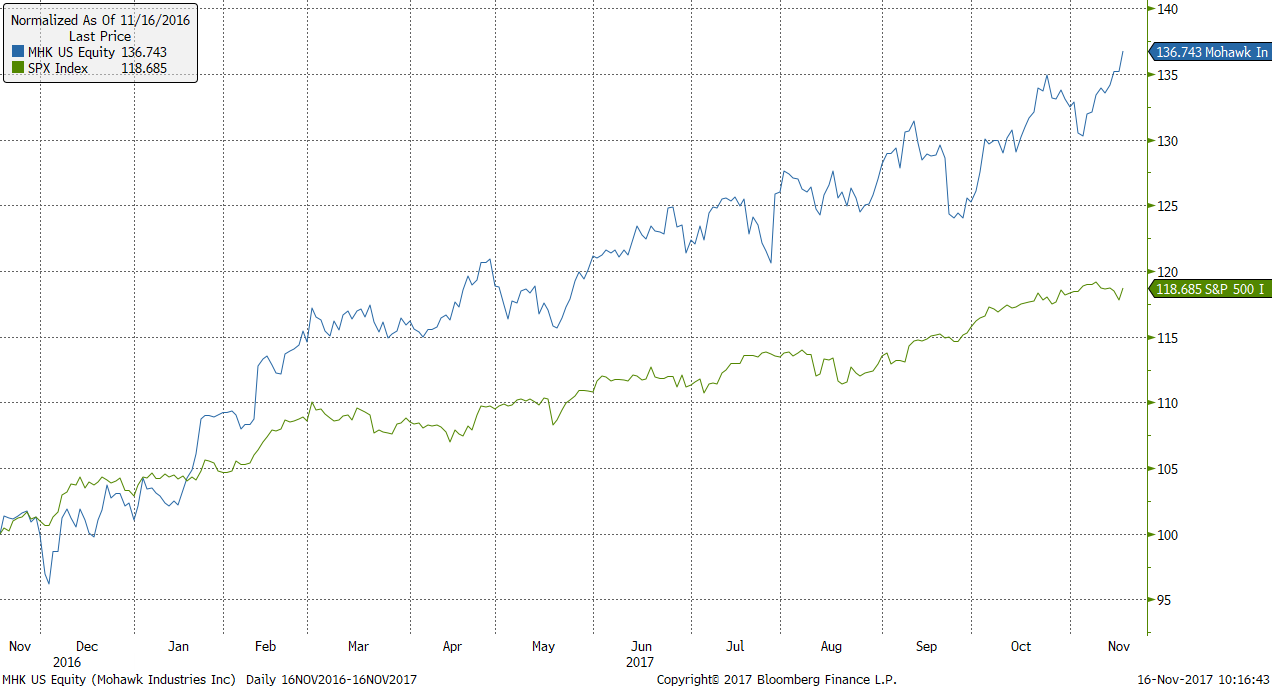 Normalized As Of 11/16/2016
Last Price
MHK US Equity 136.743
SPX Index 118.685
140
136.743 Mohawk In
135
130
125
120
118.685 S&P 500 I
115
110
105
100
95
Nov Dec Jan Feb Mar Apr May Jun Jul Aug Sep Oct Nov
2016 2017
MHK US Equity (Mohawk Industries Inc) Daily 16NOV2016-16NOV2017 Copyright© 2017 Bloomberg Finance L.P. 16-Nov-2017 10:16:43